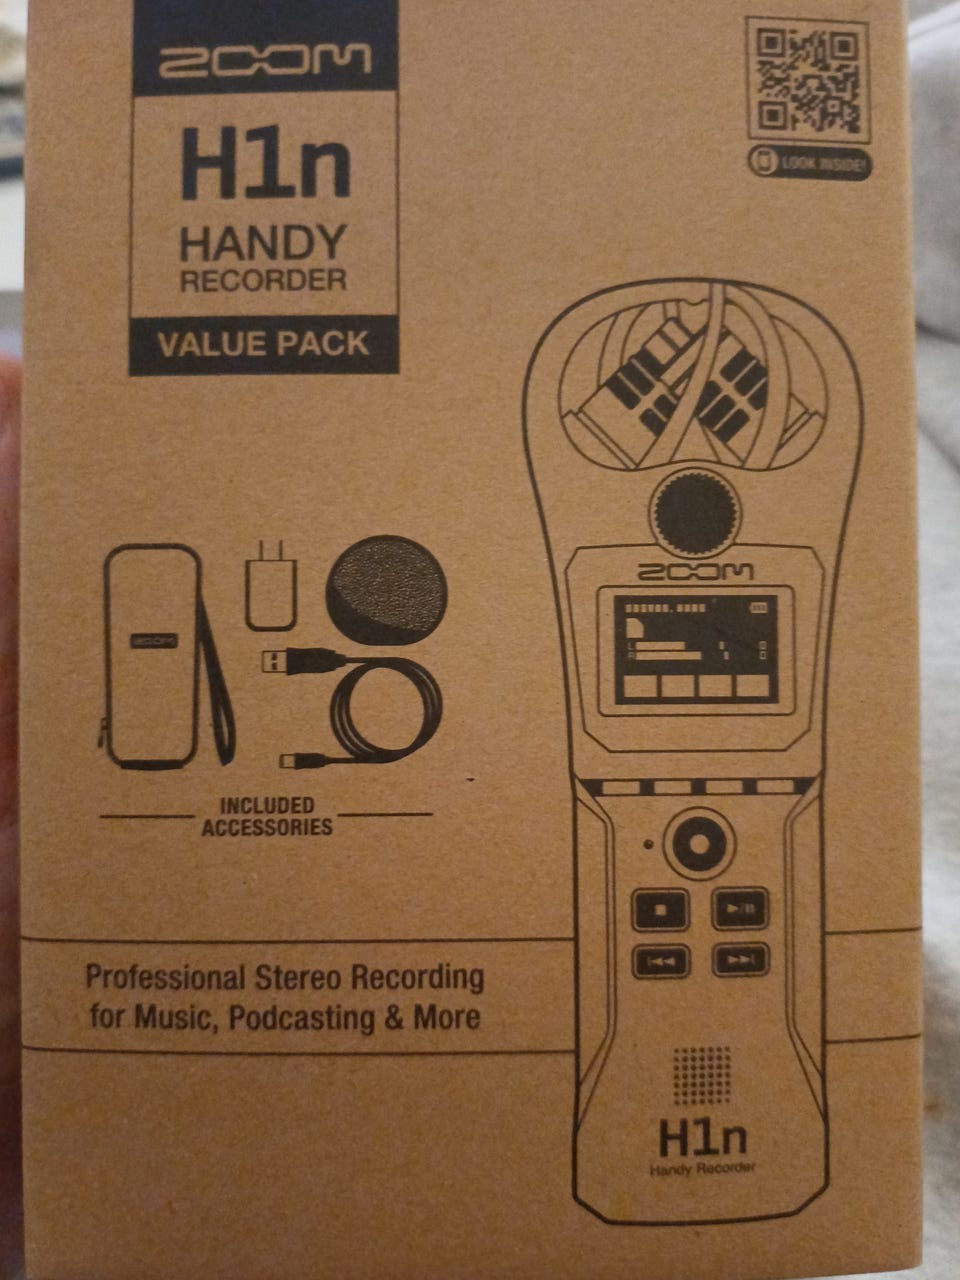 ZOOM
H1n
HANDY
RECORDER
VALUE PACK
LOOK INSIDE!
ZOOM
L
R
ZOOM
INCLUDED
ACCESSORIES
Professional Stereo Recording
for Music, Podcasting & More
H1n
Handy Recorder